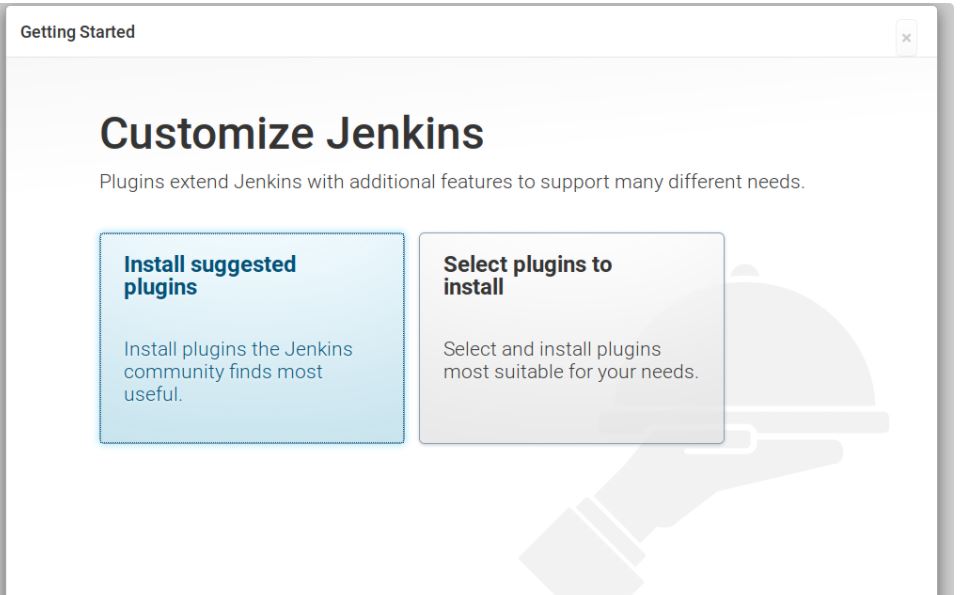 Getting Started
×
Customize Jenkins
Plugins extend Jenkins with additional features to support many different needs.
Install suggested
plugins
Install plugins the Jenkins
community finds most
useful.
Select plugins to
install
Select and install plugins
most suitable for your needs.